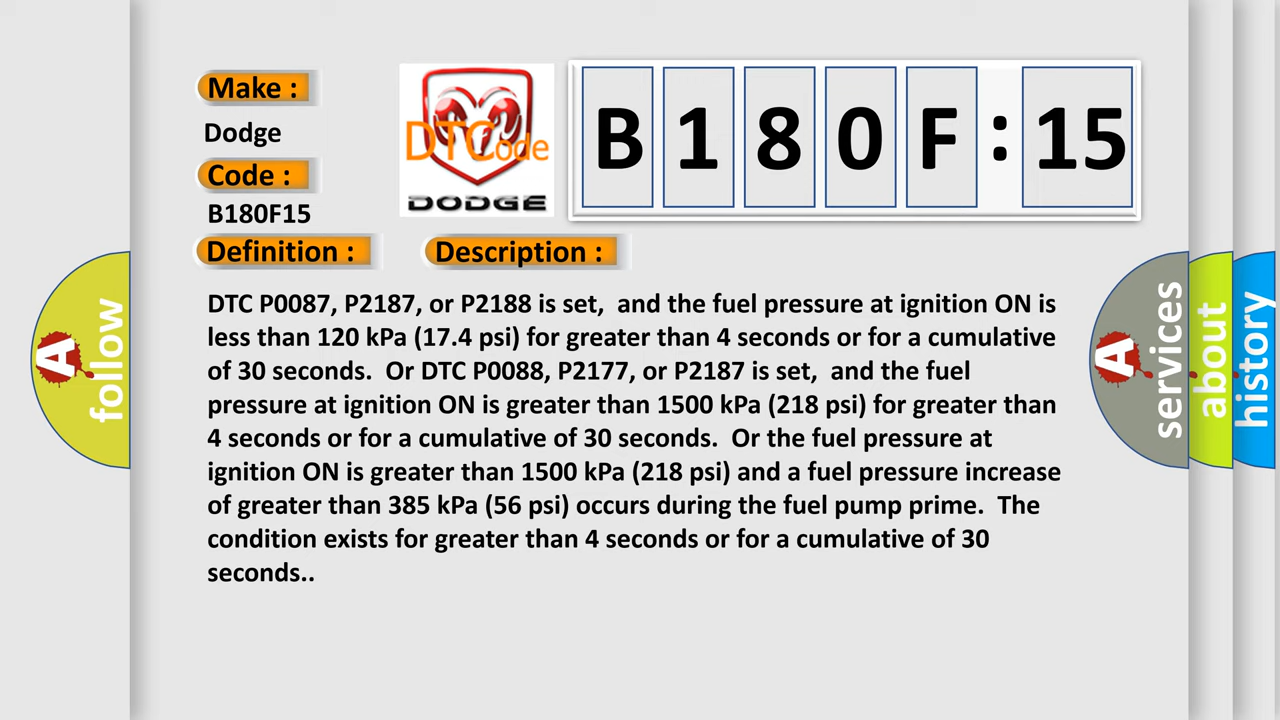 Make :
Dodge
Code :
B180F15
DTCode
DODGE
B180F:15
Definition :
Description :
DTC P0087, P2187, or P2188 is set,  and the fuel pressure at ignition ON is
less than 120 kPa (17.4 psi) for greater than 4 seconds or for a cumulative
of 30 seconds.  Or DTC P0088, P2177, or P2187 is set,  and the fuel
pressure at ignition ON is greater than 1500 kPa (218 psi) for greater than
4 seconds or for a cumulative of 30 seconds.  Or the fuel pressure at
ignition ON is greater than 1500 kPa (218 psi) and a fuel pressure increase
of greater than 385 kPa (56 psi) occurs during the fuel pump prime.  The
condition exists for greater than 4 seconds or for a cumulative of 30
seconds..
A
follow
A
services
about
history